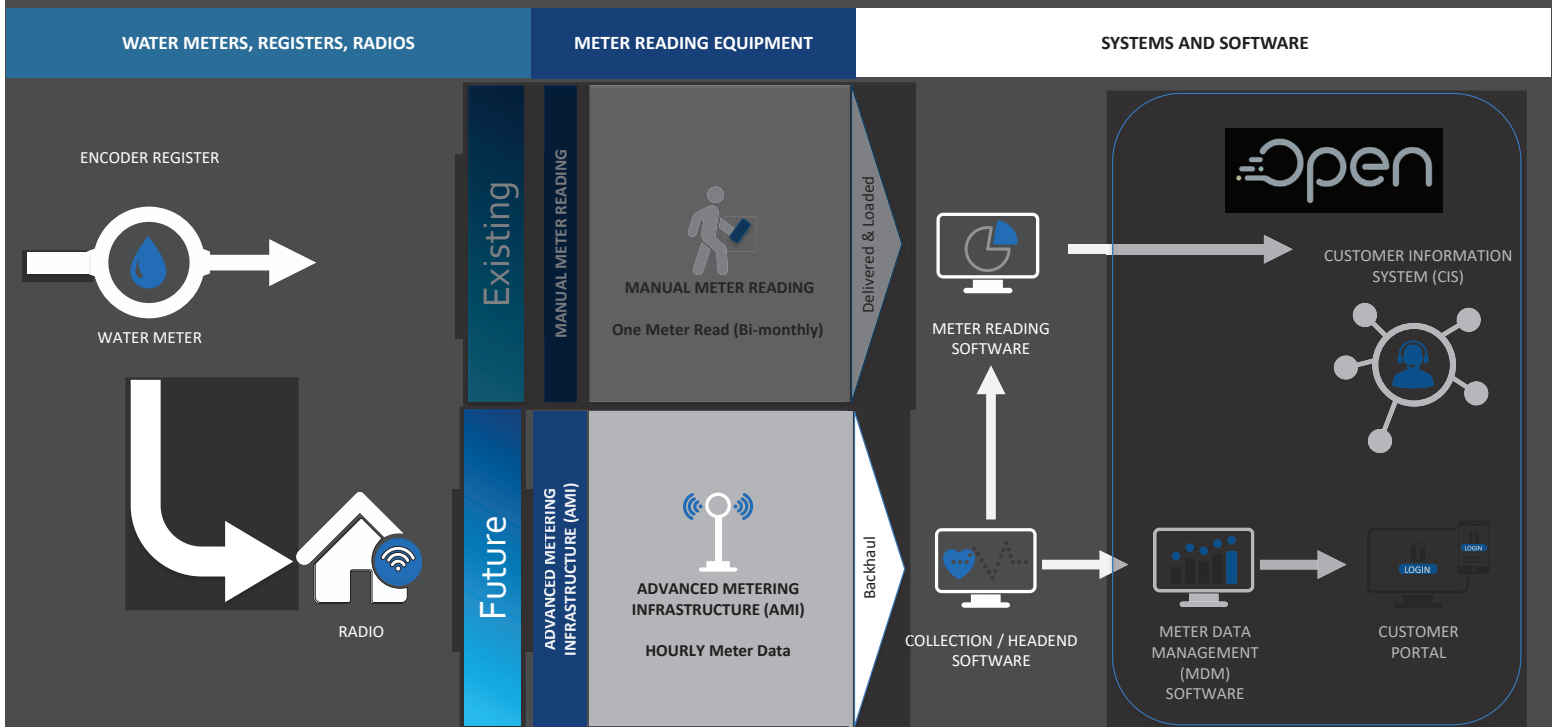 WATER METERS, REGISTERS, RADIOS
METER READING EQUIPMENT
SYSTEMS AND SOFTWARE
ENCODER REGISTER
WATER METER
RADIO
Existing
MANUAL METER READING
MANUAL METER READING
One Meter Read (Bi-monthly)
Delivered & Loaded
METER READING
SOFTWARE
Open
CUSTOMER INFORMATION
SYSTEM (CIS)
Future
ADVANCED METERING
INFRASTRUCTURE (AMI)
ADVANCED METERING
INFRASTRUCTURE (AMI)
HOURLY Meter Data
Backhaul
COLLECTION / HEADEND
SOFTWARE
METER DATA
MANAGEMENT
(MDM)
SOFTWARE
LOGIN
LOGIN
CUSTOMER
PORTAL